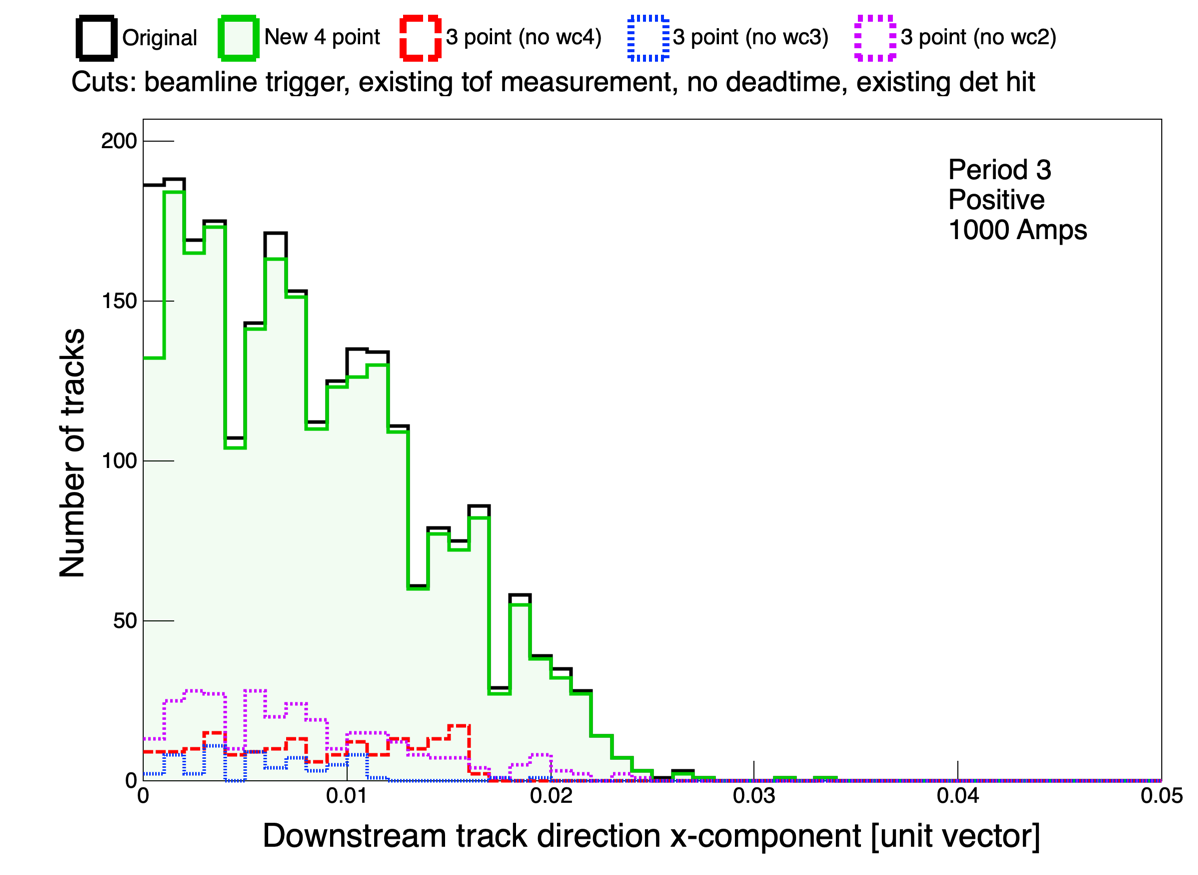 Original New 4 point 3 point (no wc4) 3 point (no wc3) 3 point (no wc2)
Cuts: beamline trigger, existing tof measurement, no deadtime, existing det hit
Period 3
Positive
1000 Amps
Number of tracks
200
150
100
50
0
0 0.01 0.02 0.03 0.04 0.05
Downstream track direction x-component [unit vector]